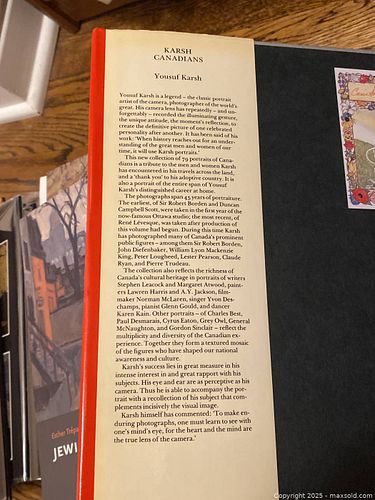 KARSH
CANADIANS
Yousuf Karsh
Yousuf Karsh is a legend – the classic portrait
artist of the camera, photographer of the world's
great. His camera lens has repeatedly – and un-
forgettably – recorded the illuminating gesture,
the unique attitude, the moment's reflection, to
create the definitive picture of one celebrated
personality after another. It has been said of his
work: 'When history reaches out for an under-
standing of the great men and women of our
time, it will use Karsh portraits.'
This new collection of 79 portraits of Cana-
dians is a tribute to the men and women Karsh
has encountered in his travels across the land,
and a 'thank you' to his adoptive country. It is
also a portrait of the entire span of Yousuf
Karsh's distinguished career at home.
The photographs span 45 years of portraiture.
The earliest, of Sir Robert Borden and Duncan
Campbell Scott, were taken in the first year of the
now-famous Ottawa studio; the most recent, of
René Lévesque, was taken after production of
this volume had begun. During this time Karsh
has photographed many of Canada's prominent
public figures – among them Sir Robert Borden,
John Diefenbaker, William Lyon Mackenzie
King, Peter Lougheed, Lester Pearson, Claude
Ryan, and Pierre Trudeau.
The collection also reflects the richness of
Canada's cultural heritage in portraits of writers
Stephen Leacock and Margaret Atwood, paint-
ers Lawren Harris and A.Y. Jackson, film-
maker Norman McLaren, singer Yvon Des-
champs, pianist Glenn Gould, and dancer
Karen Kain. Other portraits – of Charles Best,
Paul Desmarais, Cyrus Eaton, Grey Owl, General
McNaughton, and Gordon Sinclair – reflect the
multiplicity and diversity of the Canadian ex-
perience. Together they form a textured mosaic
of the figures who have shaped our national
awareness and culture.
Karsh's success lies in great measure in his
intense interest in and great rapport with his
subjects. His eye and ear are as perceptive as his
camera. Thus he is able to accompany the por-
trait with a recollection of his subject that com-
plements incisively the visual image.
Karsh himself has commented: 'To make en-
during photographs, one must learn to see with
one's mind's eye, for the heart and the mind are
the true lens of the camera.'
Esther Trépa
JEWI
Copyright 2025 - maxsold.com